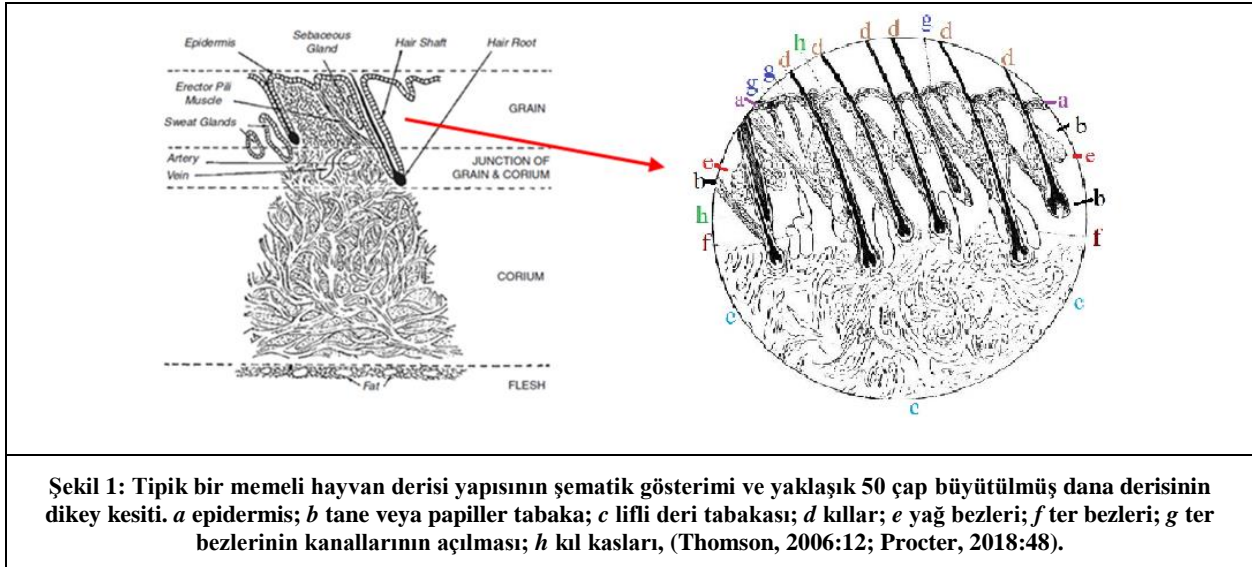 Epidermis
Sebaceous
Gland
Hair Shaft
Hair Root
Erector Pili
Muscle
Sweat Glands
Artery
Vein
GRAIN
JUNCTION OF
GRAIN & CORIUM
CORIUM
Fat
FLESH
g g d h d d d g d d
a a
b
e e
b b
h
f f
c c
c
Şekil 1: Tipik bir memeli hayvan derisi yapısının şematik gösterimi ve yaklaşık 50 çap büyütülmüş dana derisinin
dikey kesiti. a epidermis; b tane veya papiller tabaka; c lifli deri tabakası; d kıllar; e yağ bezleri; f ter bezleri; g ter
bezlerinin kanallarının açılması; h kıl kasları, (Thomson, 2006:12; Procter, 2018:48).